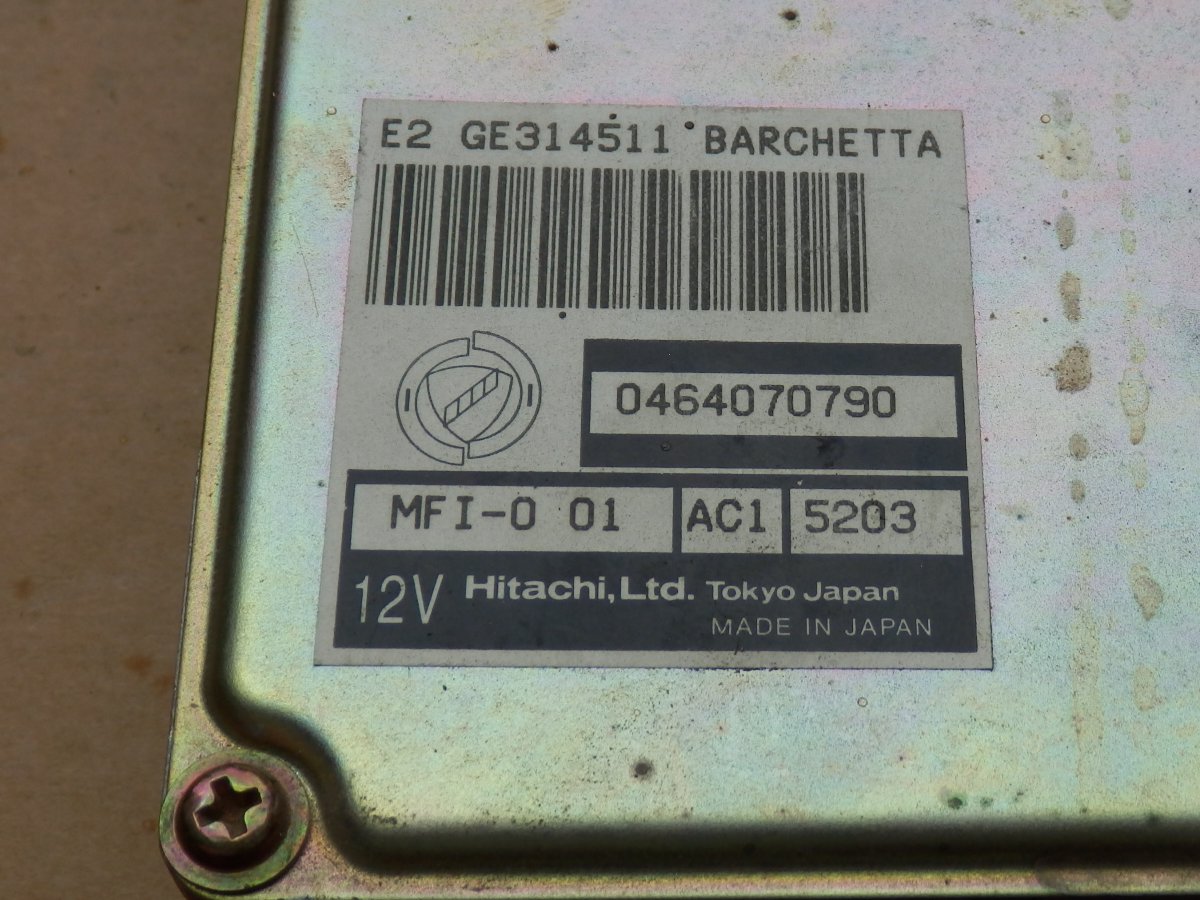 E2 GE314511 BARCHETTA
0464070790
MFI-0 01 AC1 5203
12V Hitachi,Ltd. Tokyo Japan
MADE IN JAPAN